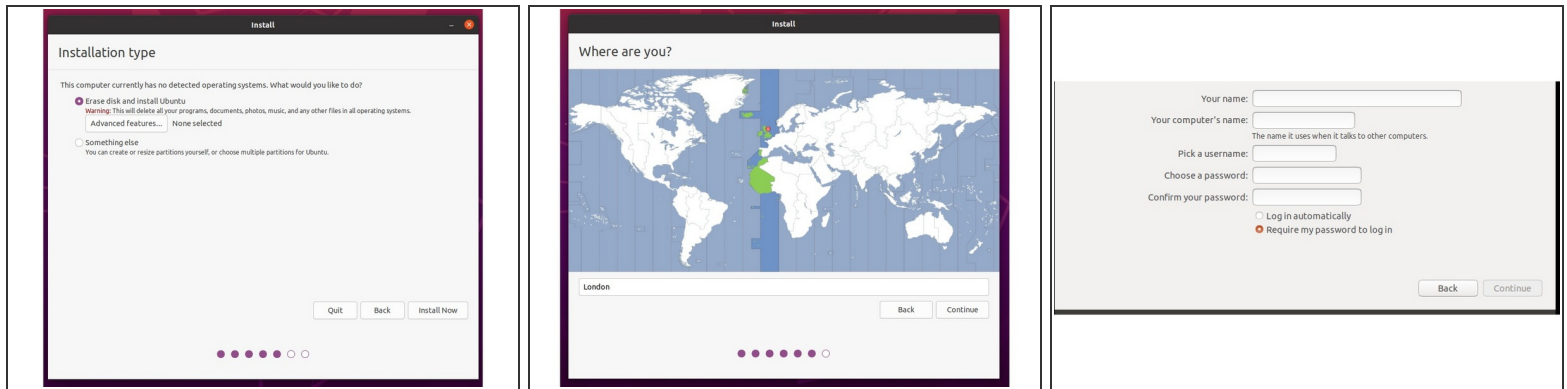 Install
Installation type
This computer currently has no detected operating systems. What would you like to do?
Erase disk and install Ubuntu
Warning: This will delete all your programs, documents, photos, music, and any other files in all operating systems.
Advanced features... None selected
Something else
You can create or resize partitions yourself, or choose multiple partitions for Ubuntu.
Quit Back Install Now
Install
Where are you?
London
Back Continue
Your name:
Your computer's name:
The name it uses when it talks to other computers.
Pick a username:
Choose a password:
Confirm your password:
Log in automatically
Require my password to log in
Back Continue